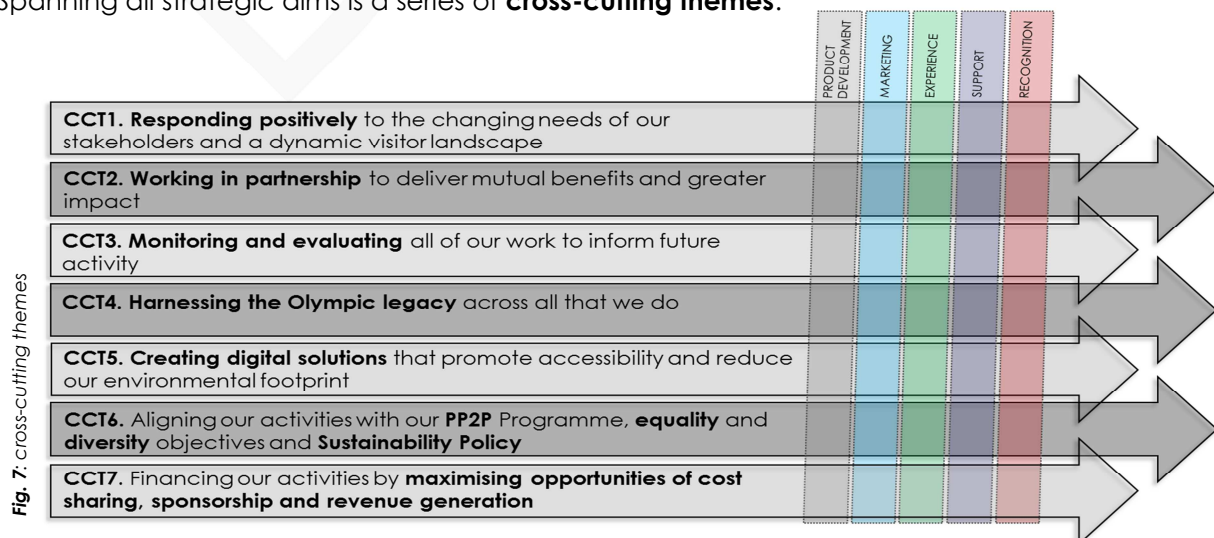 Spanning all strategic aims is a series of cross-cutting themes.
PRODUCT
DEVELOPMENT
MARKETING
EXPERIENCE
SUPPORT
RECOGNITION
CCT1. Responding positively to the changing needs of our
stakeholders and a dynamic visitor landscape
CCT2. Working in partnership to deliver mutual benefits and greater
impact
CCT3. Monitoring and evaluating all of our work to inform future
activity
CCT4. Harnessing the Olympic legacy across all that we do
CCT5. Creating digital solutions that promote accessibility and reduce
our environmental footprint
CCT6. Aligning our activities with our PP2P Programme, equality and
diversity objectives and Sustainability Policy
CCT7. Financing our activities by maximising opportunities of cost
sharing, sponsorship and revenue generation
Fig. 7: cross-cutting themes